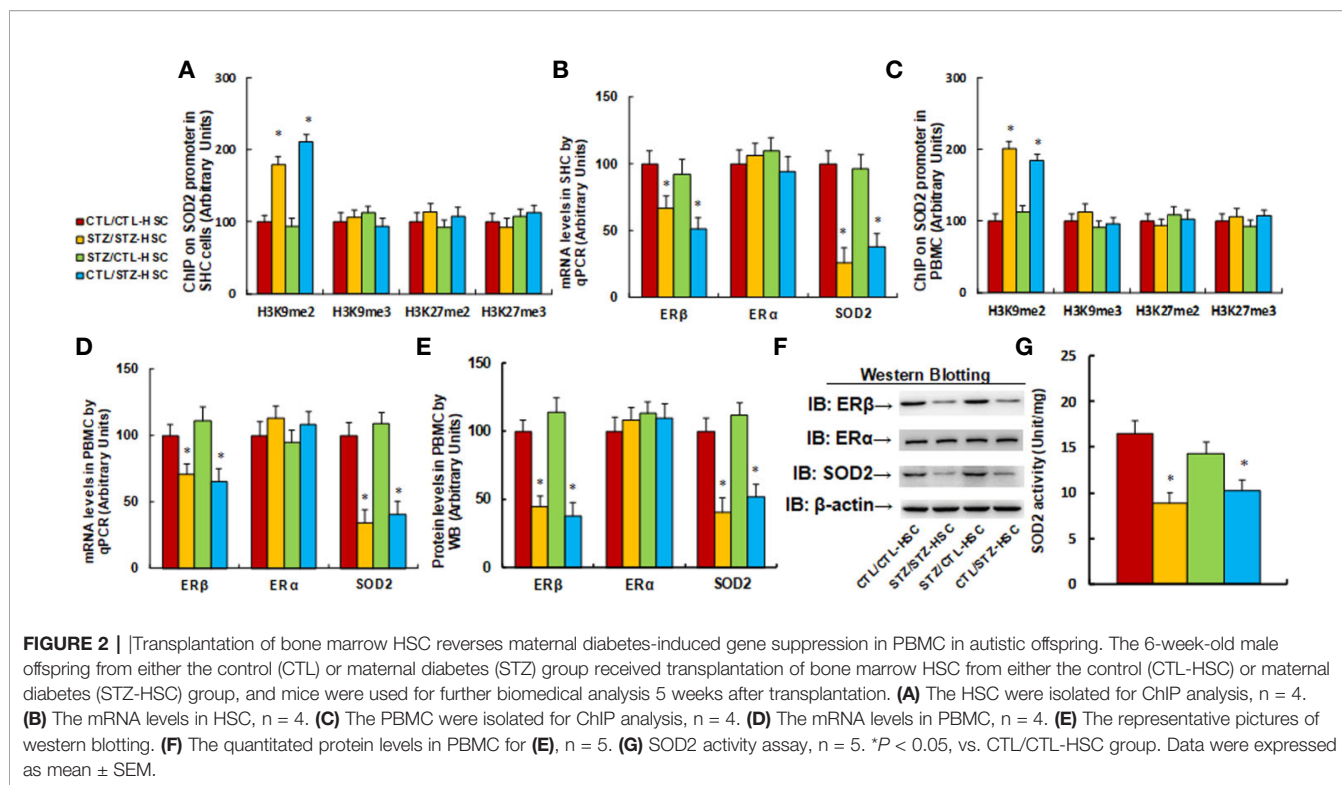 A
B
C
300
200
100
0
ChIP on SOD2 promoter in
SHC cells (Arbitrary Units)
* *
H3K9me2 H3K9me3 H3K27me2 H3K27me3
CTL/CTL-HSC
STZ/STZ-HSC
STZ/CTL-HSC
CTL/STZ-HSC
150
100
50
0
mRNA levels in SHC by
qPCR (Arbitrary Units)
* * * *
ERβ ERα SOD2
300
200
100
0
ChIP on SOD2 promoter in
PBMC (Arbitrary Units)
* *
H3K9me2 H3K9me3 H3K27me2 H3K27me3
D
E
F
G
150
100
50
0
mRNA levels in PBMC by
qPCR (Arbitrary Units)
* * * *
ERβ ERα SOD2
150
100
50
0
Protein levels in PBMC by
WB (Arbitrary Units)
* * * *
ERβ ERα SOD2
Western Blotting
IB: ERβ→
IB: ERα→
IB: SOD2→
IB: β-actin→
CTL/CTL-HSC
STZ/STZ-HSC
STZ/CTL-HSC
CTL/STZ-HSC
25
20
15
10
5
0
SOD2 activity (Unit/mg)
* *
FIGURE 2 | |Transplantation of bone marrow HSC reverses maternal diabetes-induced gene suppression in PBMC in autistic offspring. The 6-week-old male
offspring from either the control (CTL) or maternal diabetes (STZ) group received transplantation of bone marrow HSC from either the control (CTL-HSC) or maternal
diabetes (STZ-HSC) group, and mice were used for further biomedical analysis 5 weeks after transplantation. (A) The HSC were isolated for ChIP analysis, n = 4.
(B) The mRNA levels in HSC, n = 4. (C) The PBMC were isolated for ChIP analysis, n = 4. (D) The mRNA levels in PBMC, n = 4. (E) The representative pictures of
western blotting. (F) The quantitated protein levels in PBMC for (E), n = 5. (G) SOD2 activity assay, n = 5. *P < 0.05, vs. CTL/CTL-HSC group. Data were expressed
as mean ± SEM.